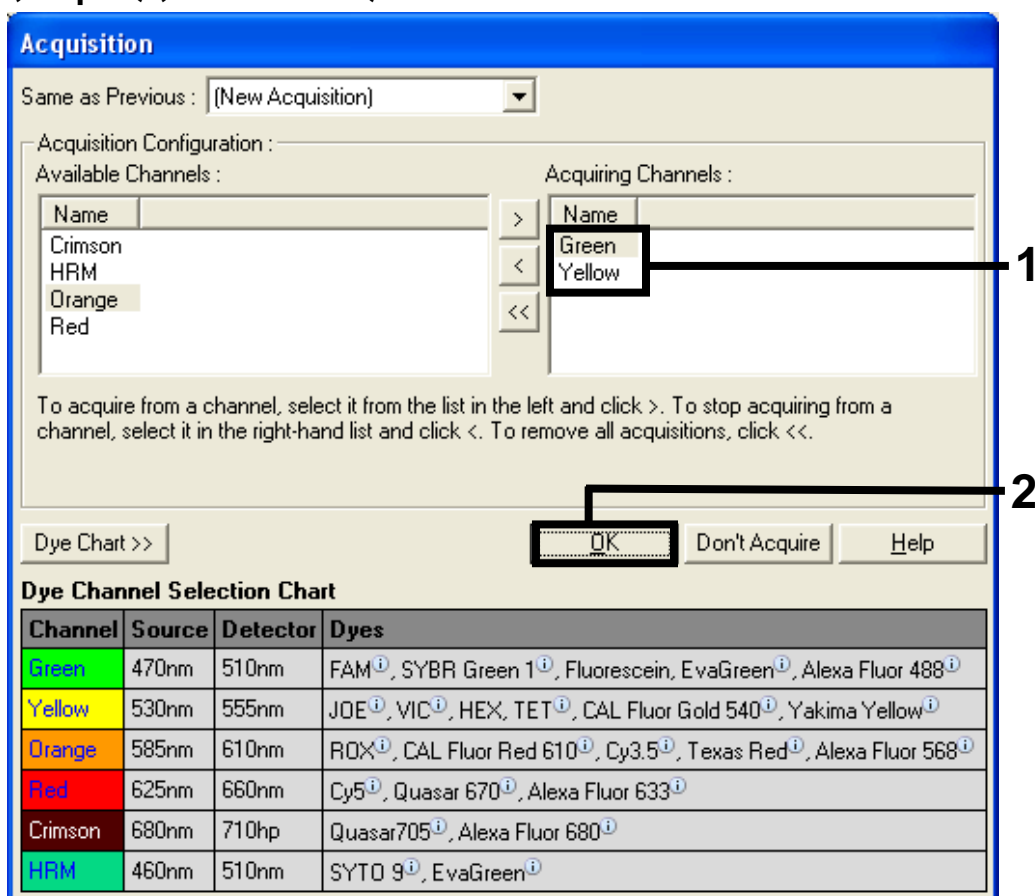 Acquisition
Same as Previous : (New Acquisition)
Acquisition Configuration :
Available Channels :
Acquiring Channels :
Name
Crimson
HRM
Orange
Red
>
<
<<
Name
Green
Yellow
1
To acquire from a channel, select it from the list in the left and click >. To stop acquiring from a
channel, select it in the right-hand list and click <. To remove all acquisitions, click <<.
2
Dye Chart >> OK Don't Acquire Help
Dye Channel Selection Chart
Channel Source Detector Dyes
Green 470nm 510nm FAM(i), SYBR Green 1(i), Fluorescein, EvaGreen(i), Alexa Fluor 488(i)
Yellow 530nm 555nm JOE(i), VIC(i), HEX, TET(i), CAL Fluor Gold 540(i), Yakima Yellow(i)
Orange 585nm 610nm ROX(i), CAL Fluor Red 610(i), Cy3.5(i), Texas Red(i), Alexa Fluor 568(i)
Red 625nm 660nm Cy5(i), Quasar 670(i), Alexa Fluor 633(i)
Crimson 680nm 710hp Quasar705(i), Alexa Fluor 680(i)
HRM 460nm 510nm SYTO 9(i), EvaGreen(i)